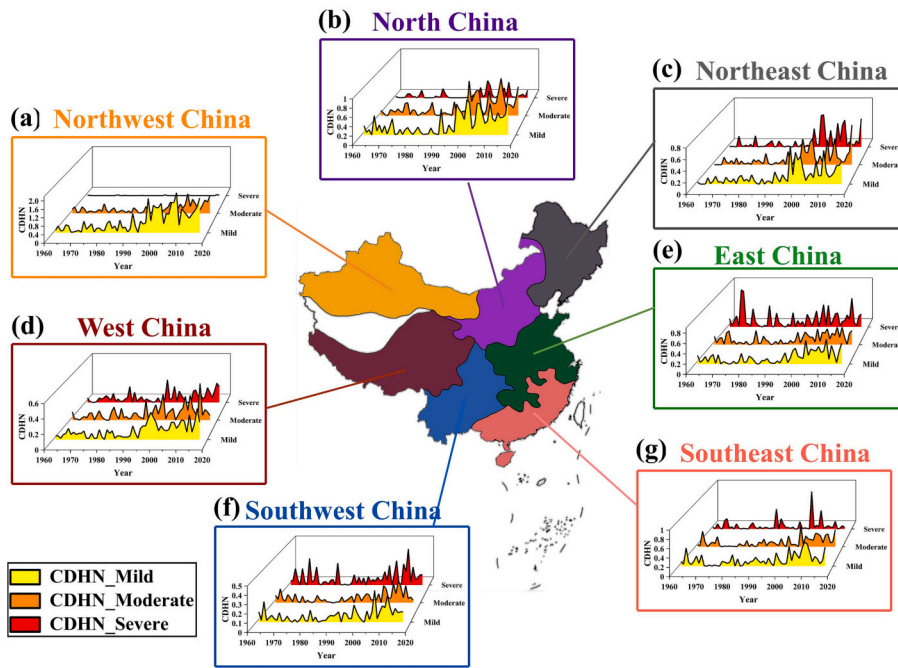 (a) Northwest China
CDHN
2.0
1.6
1.2
0.8
0.4
0
1960 1970 1980 1990 2000 2010 2020
Year
Severe
Moderate
Mild
(b) North China
CDHN
1
0.8
0.6
0.4
0.2
0
1960 1970 1980 1990 2000 2010 2020
Year
Severe
Moderate
Mild
(c) Northeast China
CDHN
0.8
0.6
0.4
0.2
0
1960 1970 1980 1990 2000 2010 2020
Year
Severe
Modera
Mild
(d) West China
CDHN
0.6
0.4
0.2
0
1960 1970 1980 1990 2000 2010 2020
Year
Severe
Moderate
Mild
(e) East China
CDHN
0.8
0.6
0.4
0.2
0
1960 1970 1980 1990 2000 2010 2020
Year
Severe
Modera
Mild
(f) Southwest China
CDHN
0.5
0.4
0.3
0.2
0.1
0
1960 1970 1980 1990 2000 2010 2020
Year
Severe
Moderate
Mild
(g) Southeast China
CDHN
1
0.8
0.6
0.4
0.2
0
1960 1970 1980 1990 2000 2010 2020
Year
Severe
Moderate
Mild
CDHN_Mild
CDHN_Moderate
CDHN_Severe